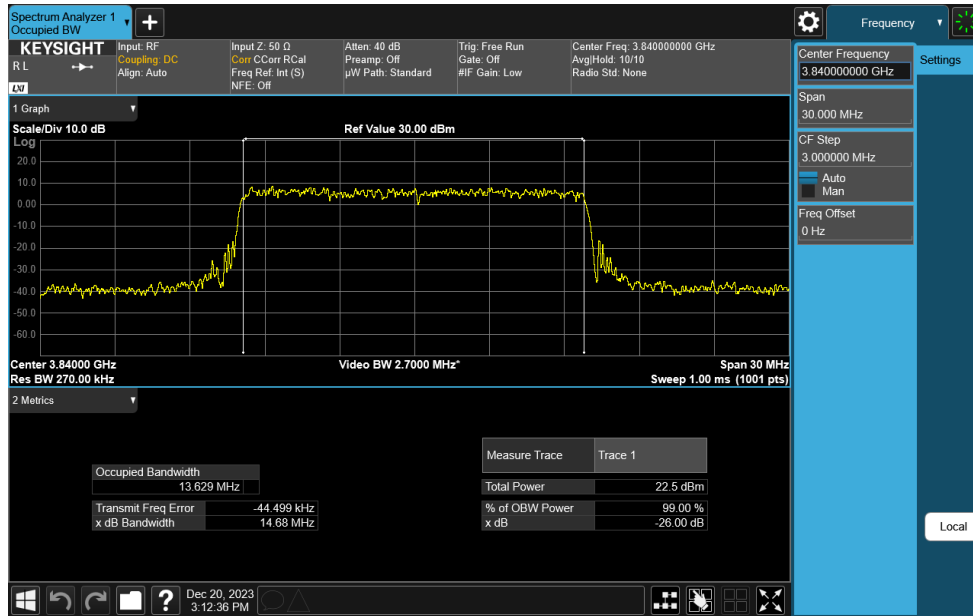 Spectrum Analyzer 1
Occupied BW
Frequency
KEYSIGHT
R L
LXI
Input: RF
Coupling: DC
Align: Auto
Input Z: 50 Ω
Corr CCorr RCal
Freq Ref: Int (S)
NFE: Off
Atten: 40 dB
Preamp: Off
µW Path: Standard
Trig: Free Run
Gate: Off
#IF Gain: Low
Center Freq: 3.840000000 GHz
Avg|Hold: 10/10
Radio Std: None
Center Frequency
3.840000000 GHz
Settings
Span
30.000 MHz
CF Step
3.000000 MHz
Auto
Man
Freq Offset
0 Hz
Local
1 Graph
Scale/Div 10.0 dB
Ref Value 30.00 dBm
Log
20.0
10.0
0.00
-10.0
-20.0
-30.0
-40.0
-50.0
-60.0
Center 3.84000 GHz
Video BW 2.7000 MHz*
Span 30 MHz
Res BW 270.00 kHz
Sweep 1.00 ms (1001 pts)
2 Metrics
Measure Trace
Trace 1
Occupied Bandwidth
13.629 MHz
Total Power
22.5 dBm
Transmit Freq Error
-44.499 kHz
% of OBW Power
99.00 %
x dB Bandwidth
14.68 MHz
x dB
-26.00 dB
?
Dec 20, 2023
3:12:36 PM